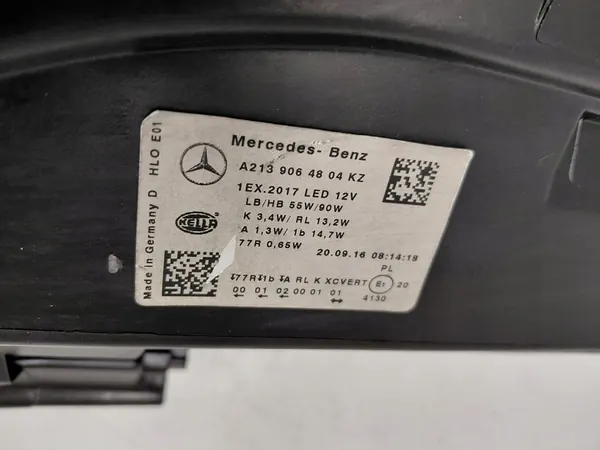 Mercedes-Benz
A213 906 48 04 KZ
1EX.2017 LED 12V
LB/HB 55W/90W
K 3,4W/ RL 13,2W
A 1,3W/ 1b 14,7W
77R 0,65W
20.09.16 08:14:19
PL
77R 1b A RL K XCVERT E1 20
00 01 02 00 01 01 4130
HELLA
Made in Germany D HLO E01